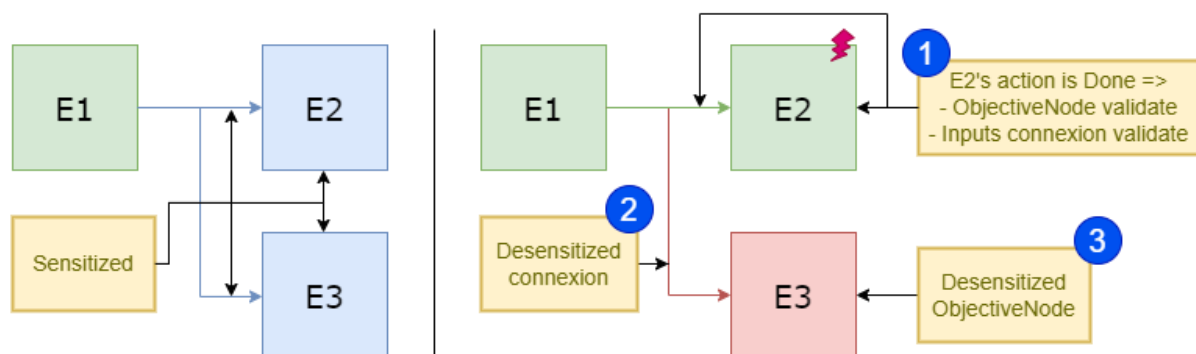 E1
E2
Sensitized
E3
E1
E2
1
E2's action is Done =>
- ObjectiveNode validate
- Inputs connexion validate
2
Desensitized
connexion
E3
3
Desensitized
ObjectiveNode